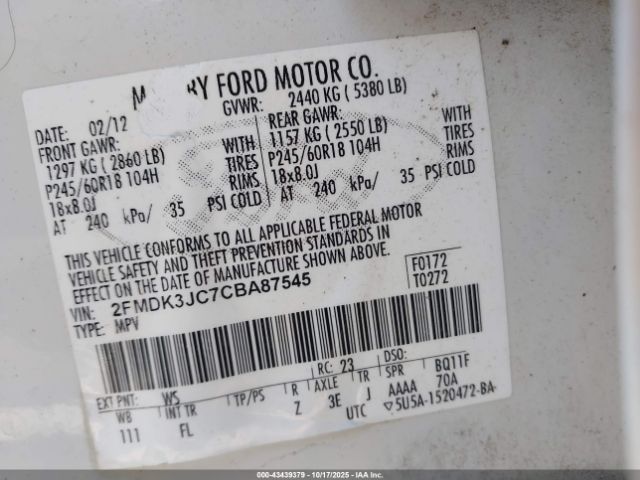 BY FORD MOTOR CO.
DATE: 02/12 GVWR: 2440 KG ( 5380 LB)
FRONT GAWR: REAR GAWR:
1297 KG ( 2860 LB) WITH 1157 KG ( 2550 LB) WITH
P245/60R18 104H TIRES P245/60R18 104H TIRES
18x8.0J RIMS 18x8.0J RIMS
AT 240 kPa/ 35 PSI COLD AT 240 kPa/ 35 PSI COLD
THIS VEHICLE CONFORMS TO ALL APPLICABLE FEDERAL MOTOR
VEHICLE SAFETY AND THEFT PREVENTION STANDARDS IN
EFFECT ON THE DATE OF MANUFACTURE SHOWN ABOVE.
VIN: 2FMDK3JC7CBA87545 F0172
TYPE: MPV T0272
EXT PNT: WS RC: 23 DSO:
WB INT TR TP/PS R AXLE TR SPR BQ11F
111 FL Z 3E J AAAA 70A
UTC ▽5U5A-1520472-BA-
000-43439379 - 10/17/2025 - IAA Inc.